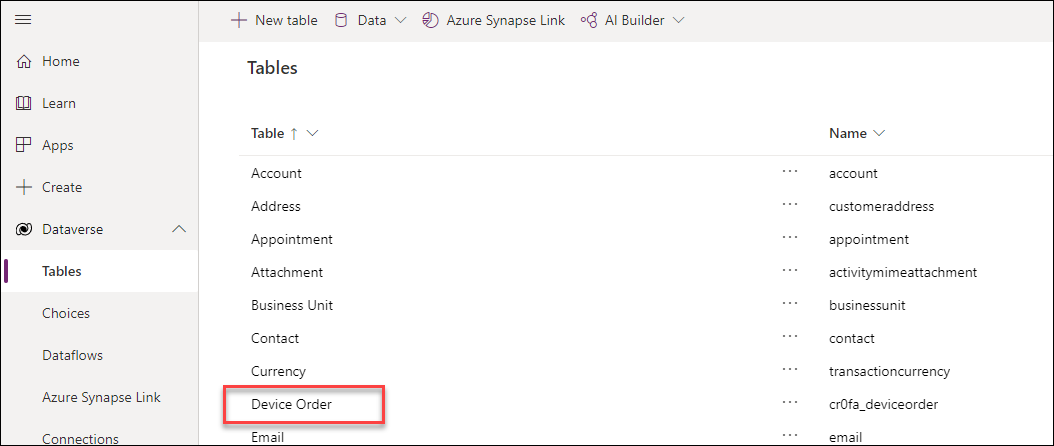 New table Data Azure Synapse Link AI Builder
Home
Learn
Apps
Create
Dataverse
Tables
Choices
Dataflows
Azure Synapse Link
Connections
Tables
Table Name
Account ··· account
Address ··· customeraddress
Appointment ··· appointment
Attachment ··· activitymimeattachment
Business Unit ··· businessunit
Contact ··· contact
Currency ··· transactioncurrency
Device Order ··· cr0fa_deviceorder
Email ··· email